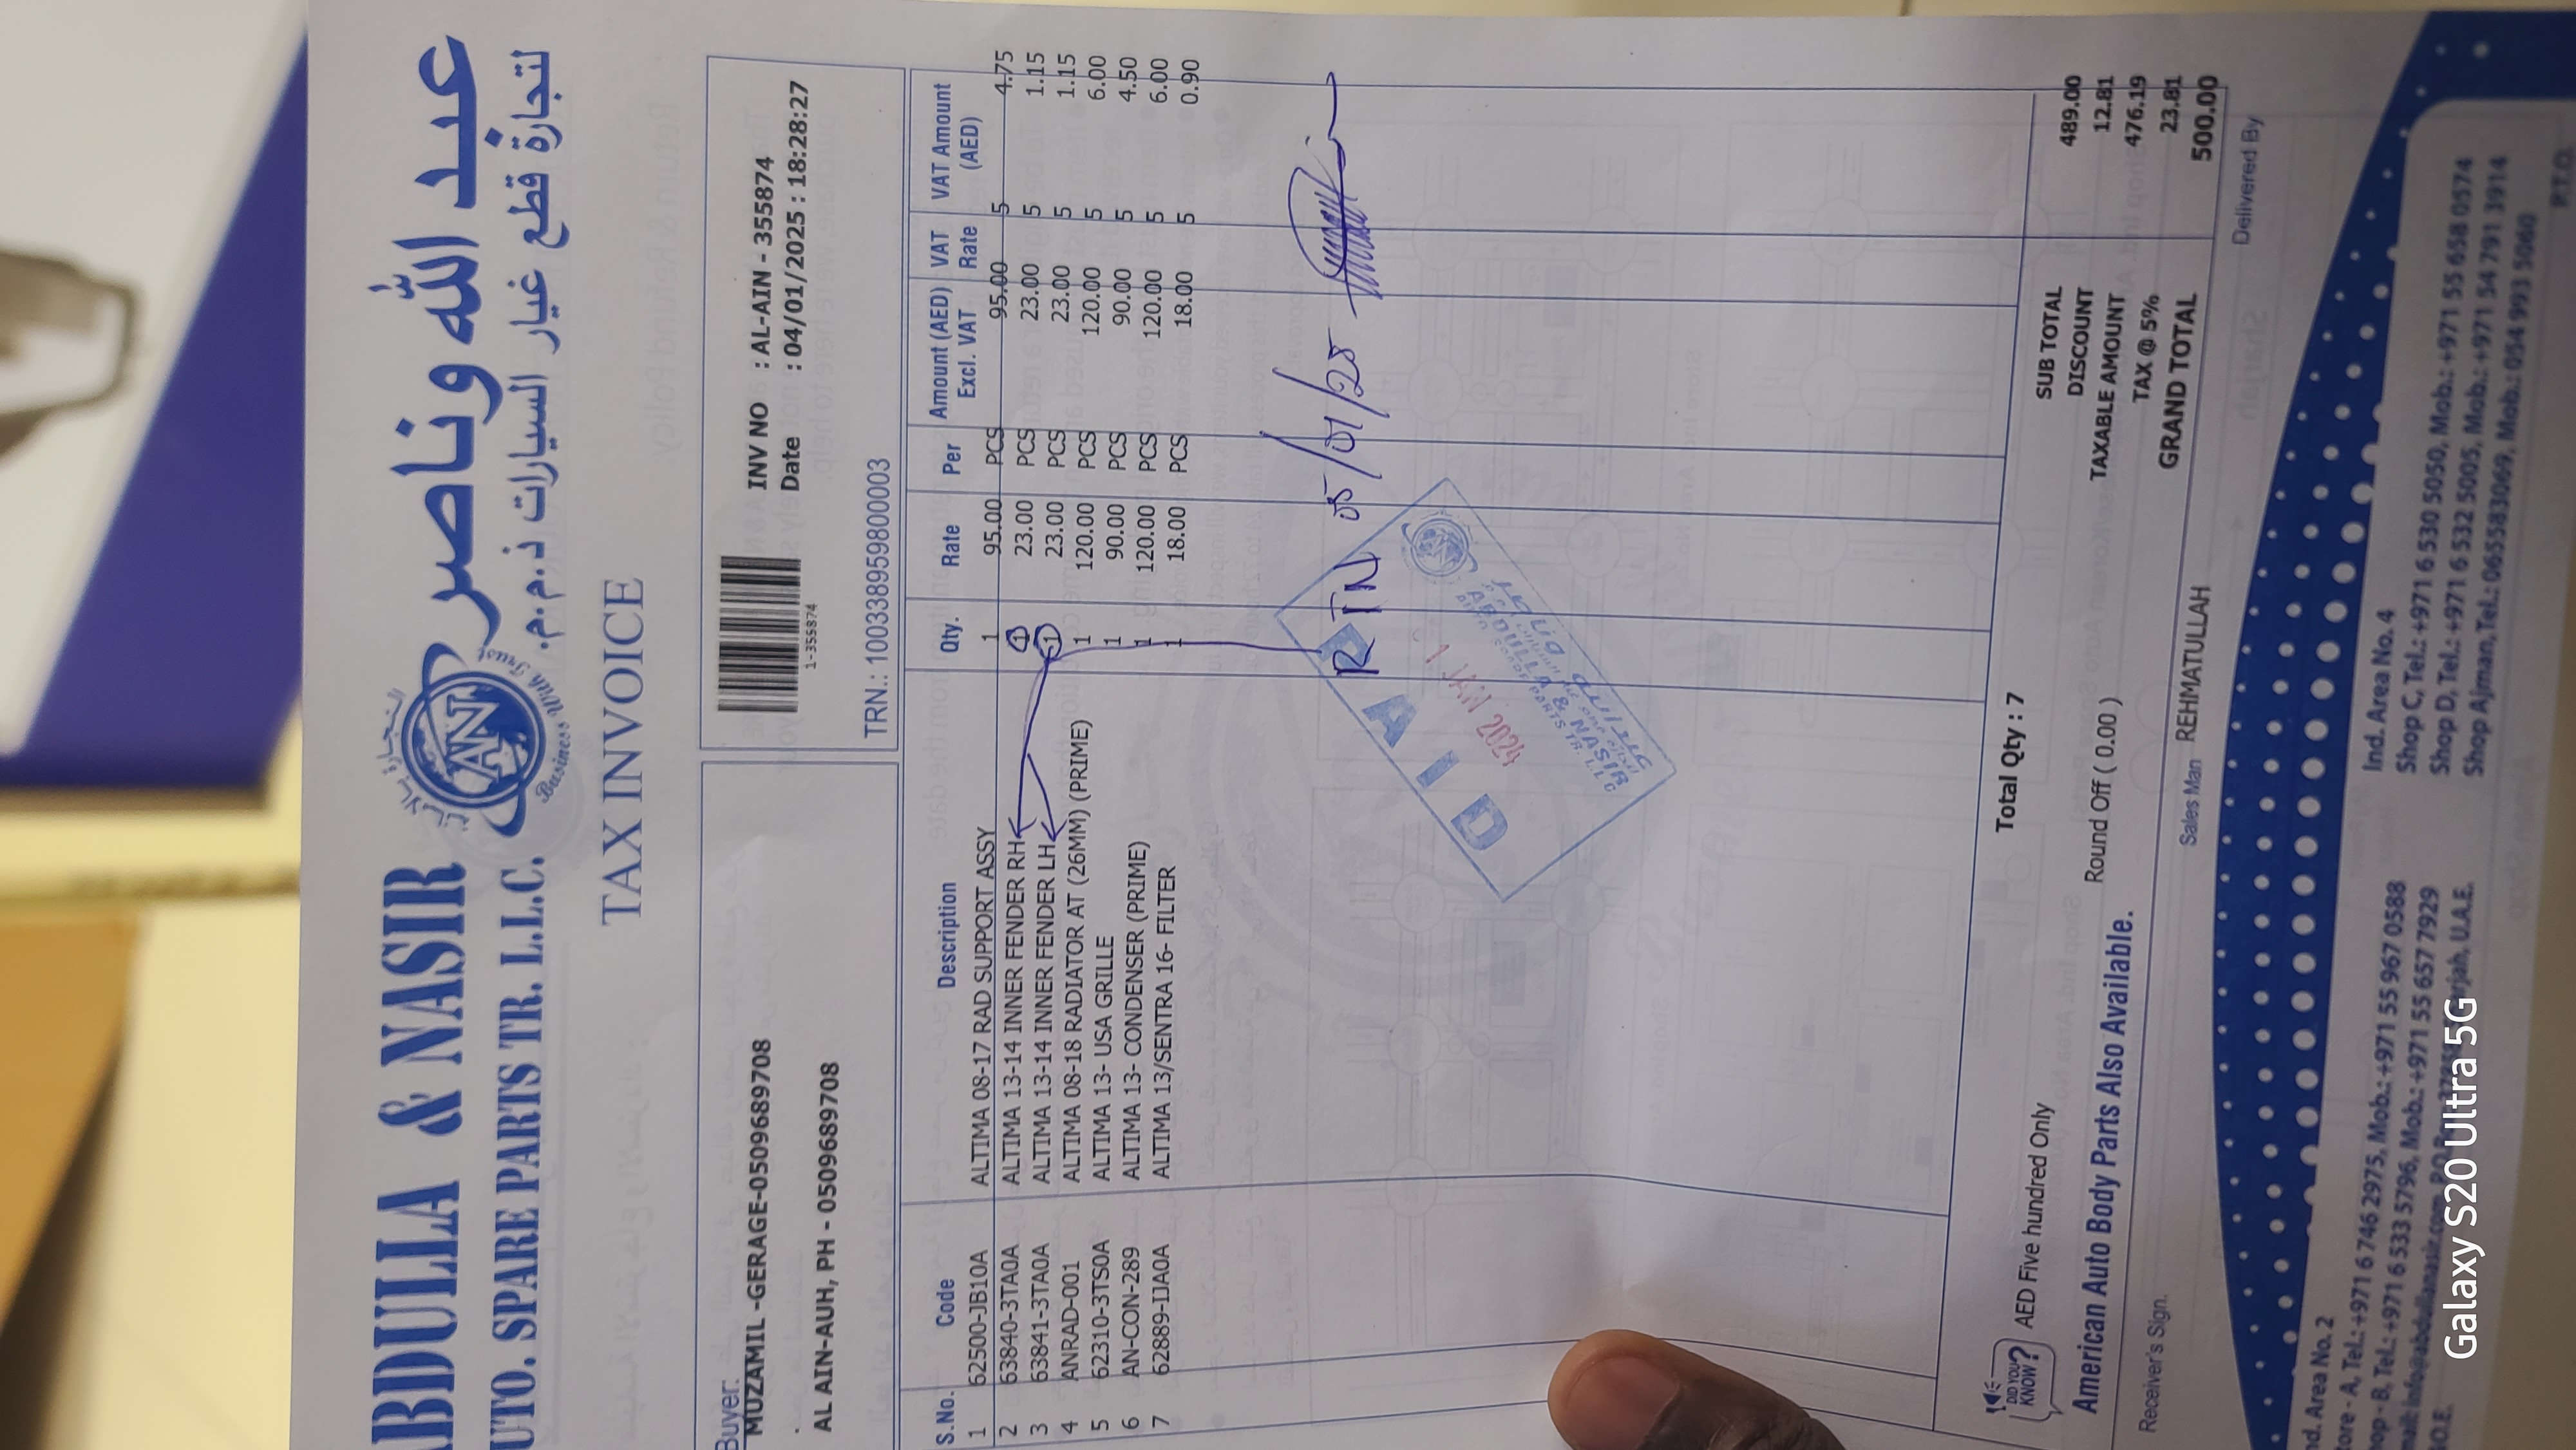 عبد الله وناصر
لتجارة قطع غيار السيارات ذ.م.م.
ABDULLA & NASIR
AUTO. SPARE PARTS TR. L.L.C.
AN
Business With Trust
TAX INVOICE
Buyer:
MUZAMIL -GERAGE-0509689708
AL AIN-AUH, PH - 0509689708
1-355874
INV NO : AL-AIN - 355874
Date : 04/01/2025 : 18:28:27
TRN.: 100338959800003
S.No. Code Description Qty. Rate Per Amount (AED) Excl. VAT VAT Rate VAT Amount (AED)
1 62500-JB10A ALTIMA 08-17 RAD SUPPORT ASSY 1 95.00 PCS 95.00 5 4.75
2 63840-3TA0A ALTIMA 13-14 INNER FENDER RH 1 23.00 PCS 23.00 5 1.15
3 63841-3TA0A ALTIMA 13-14 INNER FENDER LH 1 23.00 PCS 23.00 5 1.15
4 ANRAD-001 ALTIMA 08-18 RADIATOR AT (26MM) (PRIME) 1 120.00 PCS 120.00 5 6.00
5 62310-3TS0A ALTIMA 13- USA GRILLE 1 90.00 PCS 90.00 5 4.50
6 AN-CON-289 ALTIMA 13- CONDENSER (PRIME) 1 120.00 PCS 120.00 5 6.00
7 62889-1JA0A ALTIMA 13/SENTRA 16- FILTER 1 18.00 PCS 18.00 5 0.90
RTN 05/01/25
PAID
1 JAN 2024
ABDULLA & NASIR
PARTS TR. L.L.C
Total Qty : 7
DID YOU KNOW?
AED Five hundred Only
SUB TOTAL 489.00
Round Off ( 0.00 ) DISCOUNT 12.81
American Auto Body Parts Also Available.
TAXABLE AMOUNT 476.19
TAX @ 5% 23.81
GRAND TOTAL 500.00
Receiver's Sign. Sales Man REHMATULLAH Delivered By
Ind. Area No. 2
Store - A, Tel.: +971 6 746 2975, Mob.: +971 55 967 0588
Shop - B, Tel.: +971 6 533 5796, Mob.: +971 55 657 7929
Ind. Area No. 4
Shop C, Tel.: +971 6 530 5050, Mob.: +971 55 658 0574
Shop D, Tel.: +971 6 532 5005, Mob.: +971 54 791 3914
Shop Ajman, Tel.: 065583069, Mob.: 054 993 5060
U.A.E.
P.T.O.
Galaxy S20 Ultra 5G